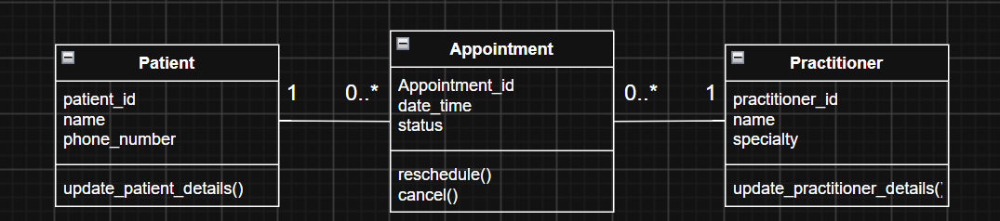 Patient
patient_id
name
phone_number
update_patient_details()
1
0..*
Appointment
Appointment_id
date_time
status
reschedule()
cancel()
0..*
1
Practitioner
practitioner_id
name
specialty
update_practitioner_details()